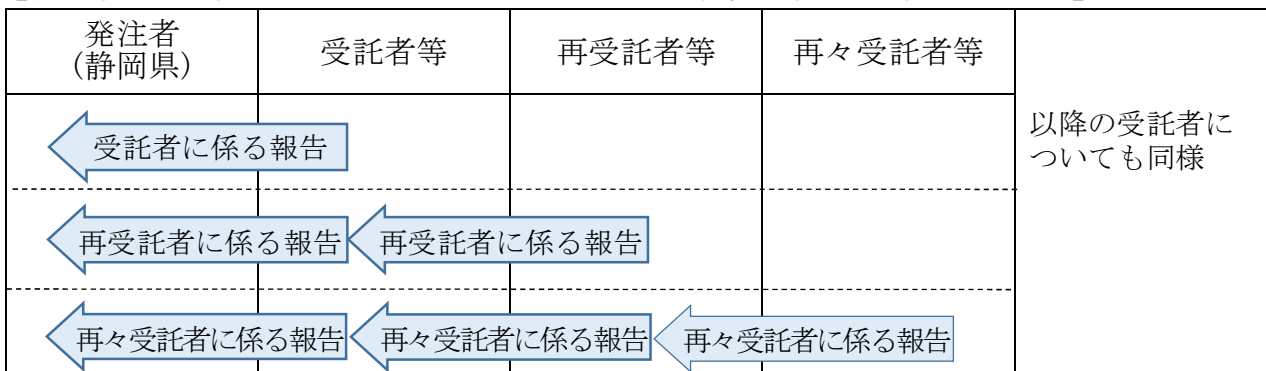 発注者
(静岡県)
受託者等
再受託者等
再々受託者等
以降の受託者に
ついても同様
受託者に係る報告
再受託者に係る報告
再受託者に係る報告
再々受託者に係る報告
再々受託者に係る報告
再々受託者に係る報告